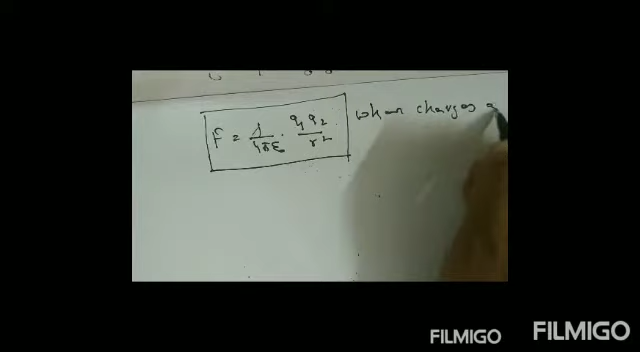 F = 1/4πε · q₁q₂/r² when charges a
FILMIGO FILMIGO